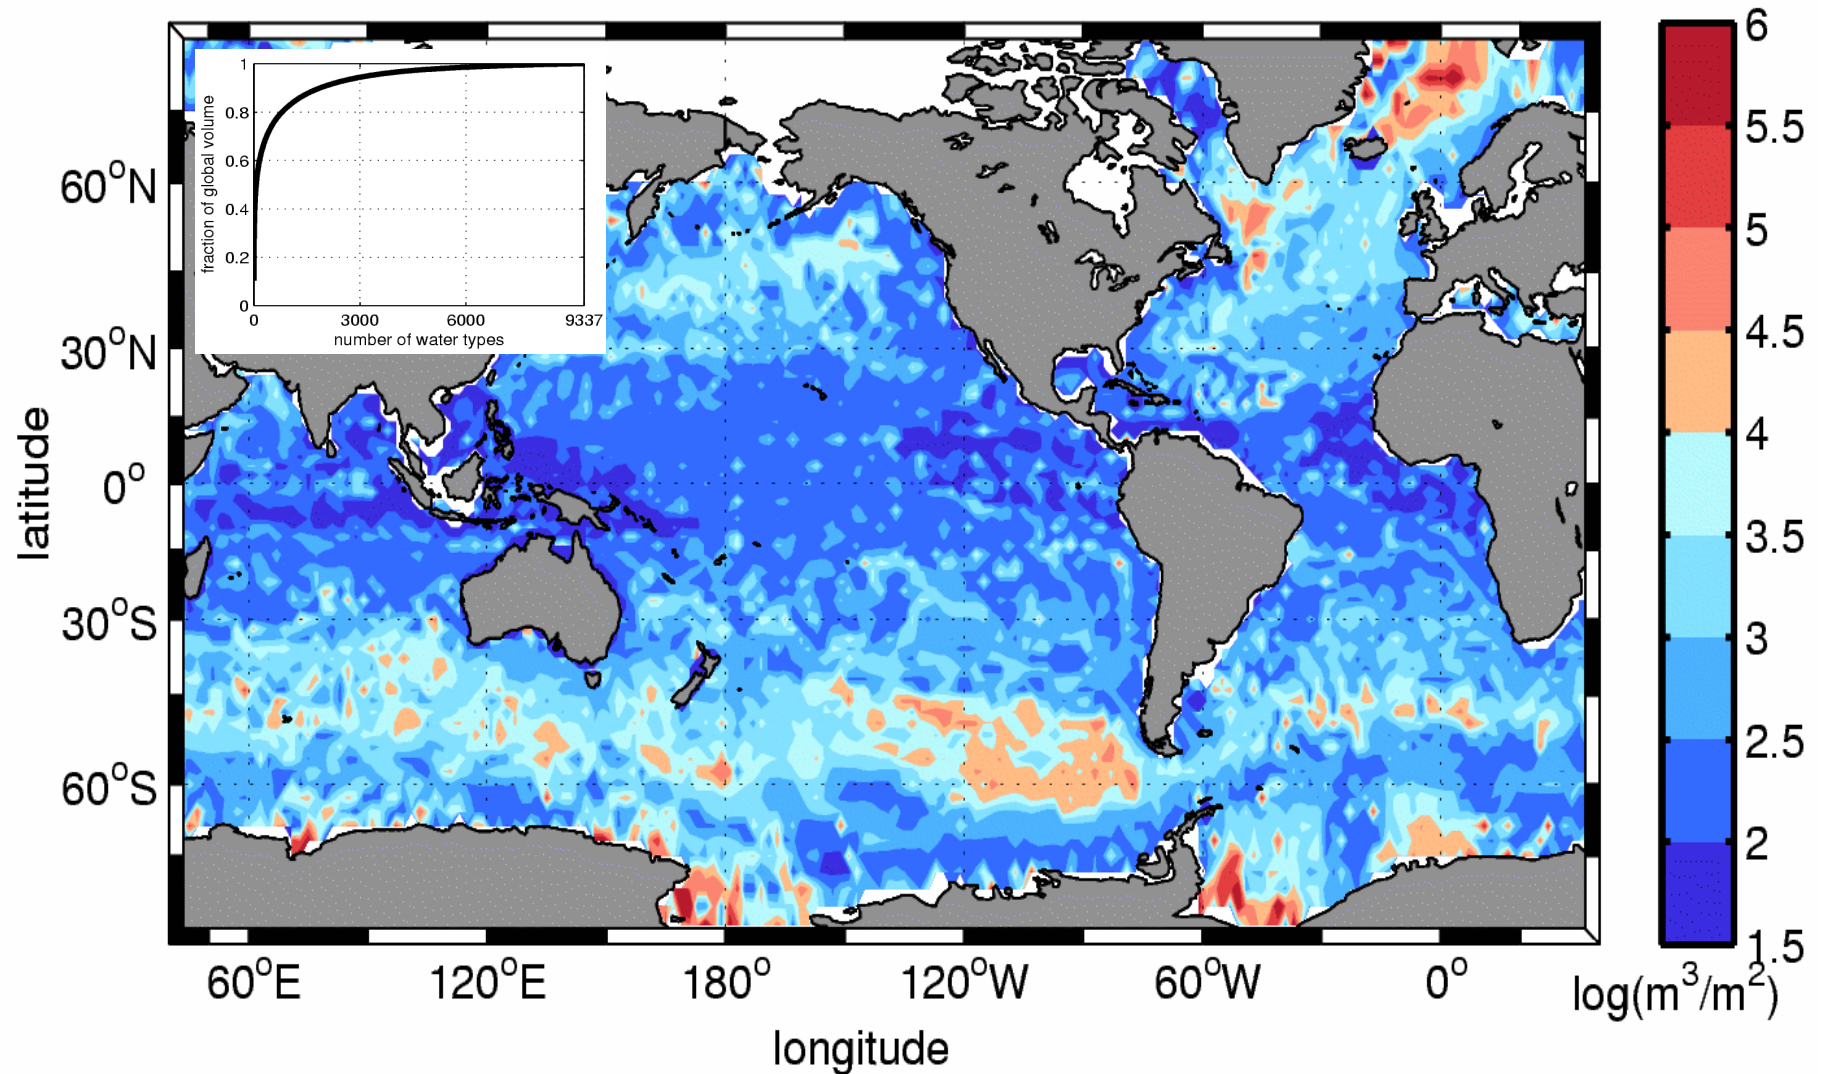 1
0.8
0.6
0.4
0.2
0
fraction of global volume
0 3000 6000 9337
number of water types
60°N
30°N
0°
30°S
60°S
latitude
60°E 120°E 180° 120°W 60°W 0°
longitude
6
5.5
5
4.5
4
3.5
3
2.5
2
1.5
log(m³/m²)